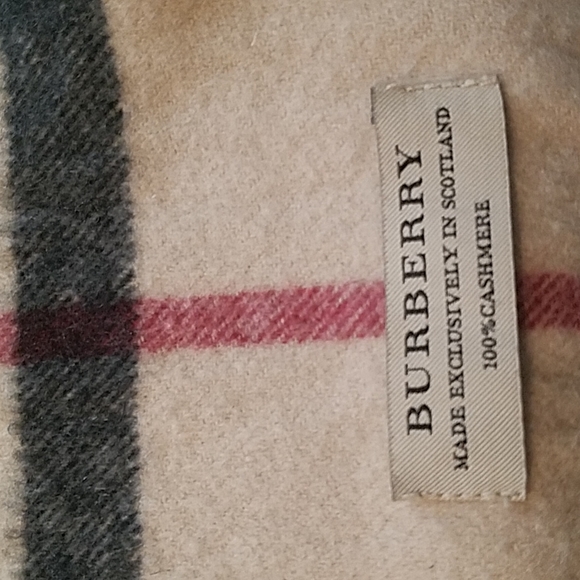 BURBERRY
MADE EXCLUSIVELY IN SCOTLAND
100%CASHMERE